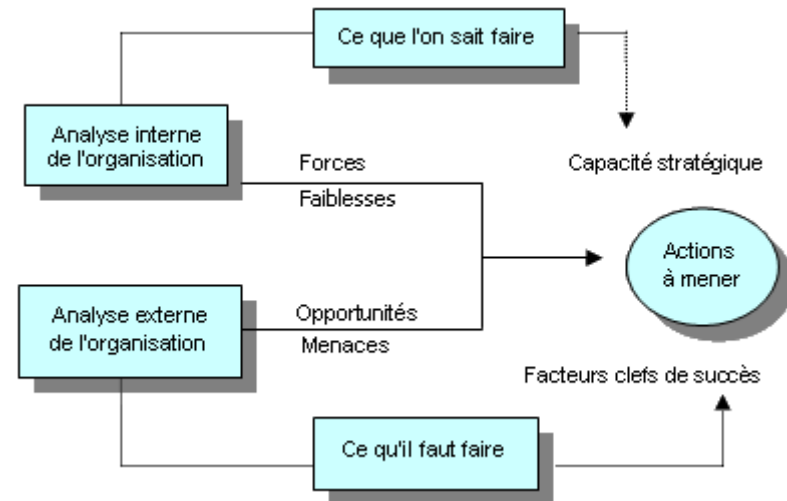 Ce que l'on sait faire
Analyse interne
de l'organisation
Forces
Faiblesses
Capacité stratégique
Actions
à mener
Analyse externe
de l'organisation
Opportunités
Menaces
Facteurs clefs de succès
Ce qu'il faut faire